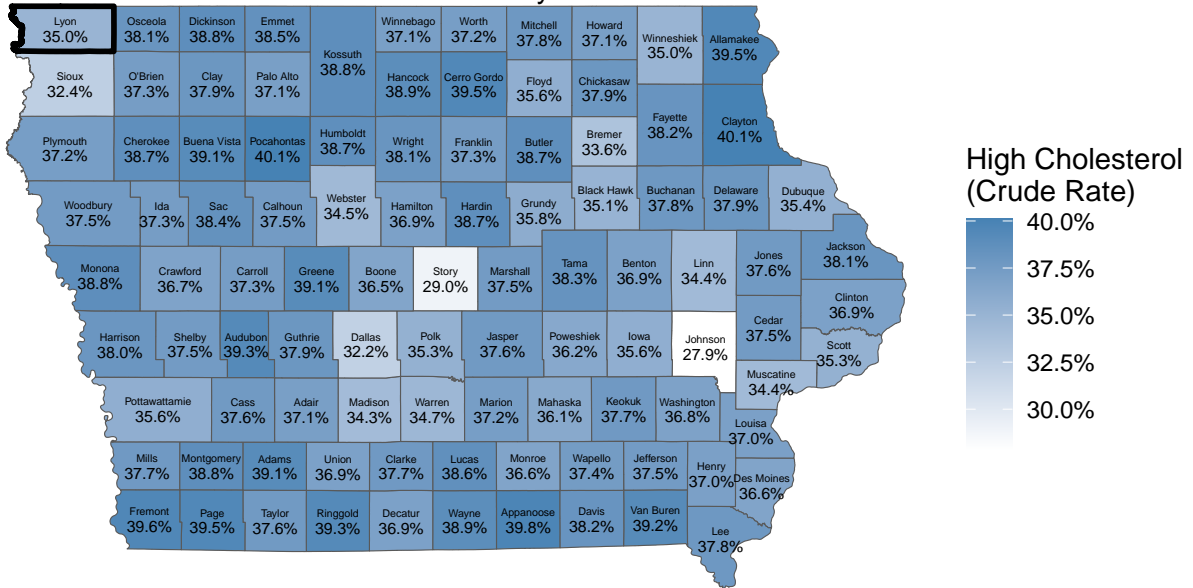 Lyon
35.0%
Osceola
38.1%
Dickinson
38.8%
Emmet
38.5%
Kossuth
38.8%
Winnebago
37.1%
Worth
37.2%
Mitchell
37.8%
Howard
37.1%
Winneshiek
35.0%
Allamakee
39.5%
Sioux
32.4%
O'Brien
37.3%
Clay
37.9%
Palo Alto
37.1%
Hancock
38.9%
Cerro Gordo
39.5%
Floyd
35.6%
Chickasaw
37.9%
Fayette
38.2%
Clayton
40.1%
Plymouth
37.2%
Cherokee
38.7%
Buena Vista
39.1%
Pocahontas
40.1%
Humboldt
38.7%
Wright
38.1%
Franklin
37.3%
Butler
38.7%
Bremer
33.6%
Woodbury
37.5%
Ida
37.3%
Sac
38.4%
Calhoun
37.5%
Webster
34.5%
Hamilton
36.9%
Hardin
38.7%
Grundy
35.8%
Black Hawk
35.1%
Buchanan
37.8%
Delaware
37.9%
Dubuque
35.4%
Monona
38.8%
Crawford
36.7%
Carroll
37.3%
Greene
39.1%
Boone
36.5%
Story
29.0%
Marshall
37.5%
Tama
38.3%
Benton
36.9%
Linn
34.4%
Jones
37.6%
Jackson
38.1%
Clinton
36.9%
Harrison
38.0%
Shelby
37.5%
Audubon
39.3%
Guthrie
37.9%
Dallas
32.2%
Polk
35.3%
Jasper
37.6%
Poweshiek
36.2%
Iowa
35.6%
Johnson
27.9%
Cedar
37.5%
Scott
35.3%
Muscatine
34.4%
Pottawattamie
35.6%
Cass
37.6%
Adair
37.1%
Madison
34.3%
Warren
34.7%
Marion
37.2%
Mahaska
36.1%
Keokuk
37.7%
Washington
36.8%
Louisa
37.0%
Mills
37.7%
Montgomery
38.8%
Adams
39.1%
Union
36.9%
Clarke
37.7%
Lucas
38.6%
Monroe
36.6%
Wapello
37.4%
Jefferson
37.5%
Henry
37.0%
Des Moines
36.6%
Fremont
39.6%
Page
39.5%
Taylor
37.6%
Ringgold
39.3%
Decatur
36.9%
Wayne
38.9%
Appanoose
39.8%
Davis
38.2%
Van Buren
39.2%
Lee
37.8%
High Cholesterol
(Crude Rate)
40.0%
37.5%
35.0%
32.5%
30.0%